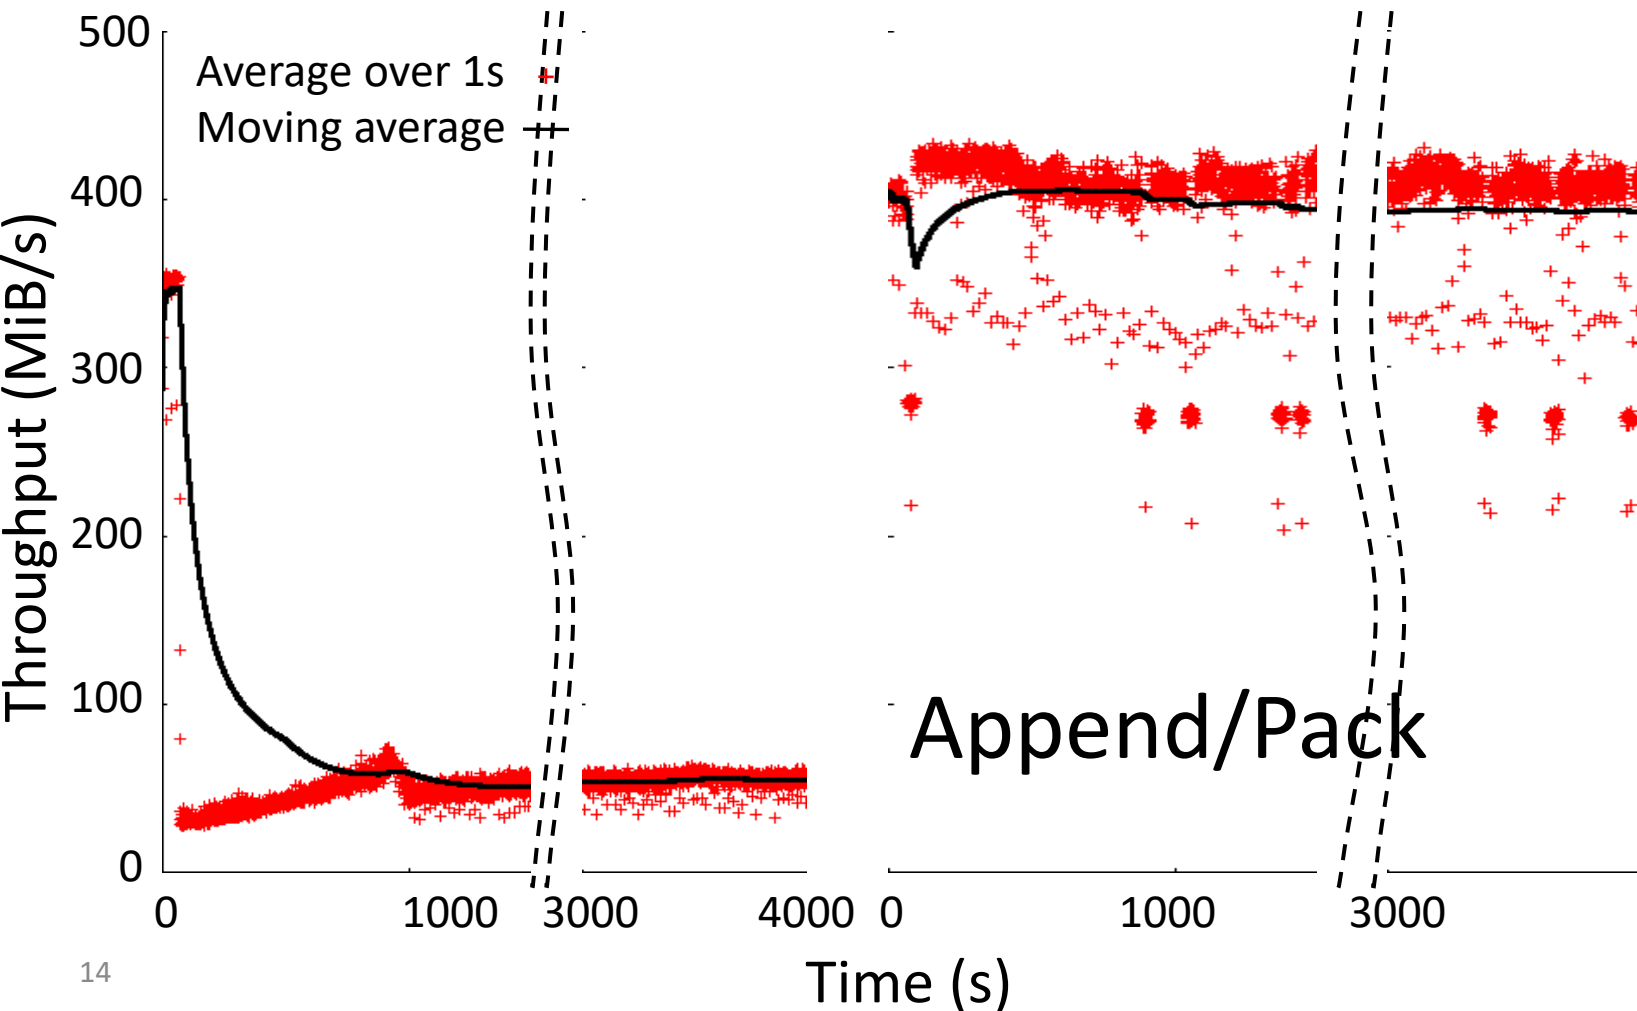 500
Average over 1s
Moving average
400
300
200
100
0
Throughput (MiB/s)
Append/Pack
0 1000 3000 4000 0 1000 3000
Time (s)
14